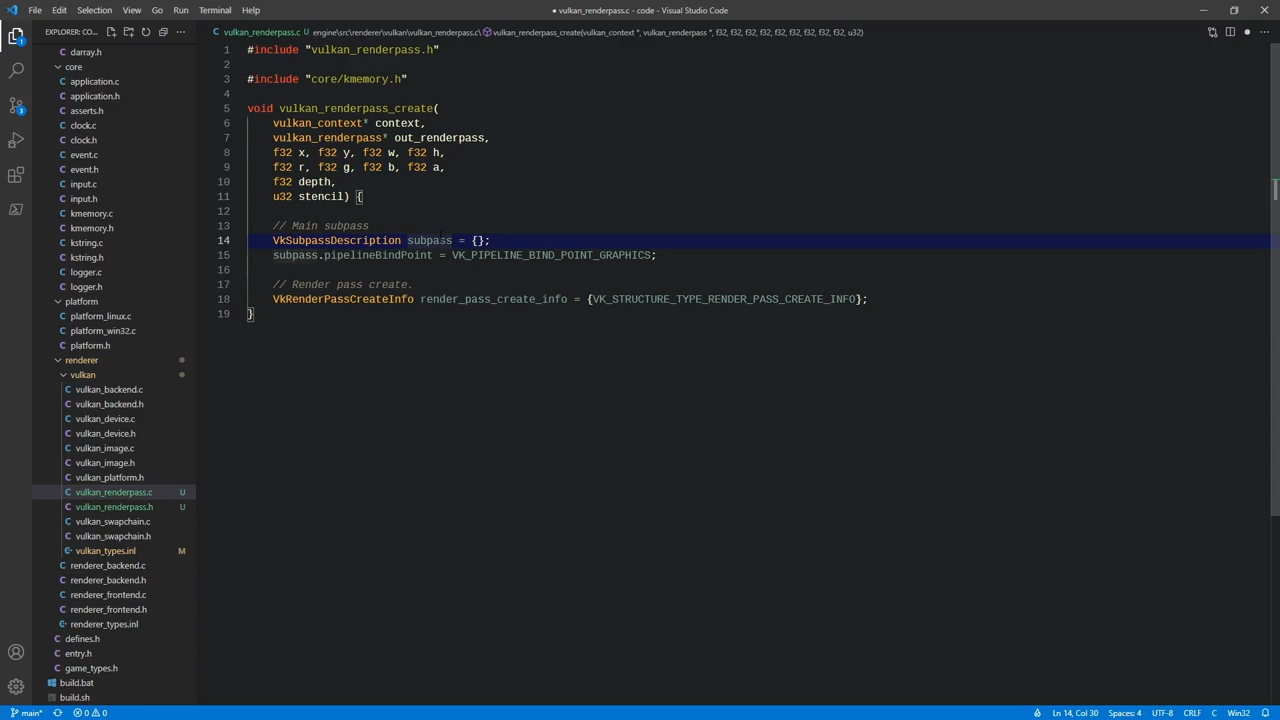 File Edit Selection View Go Run Terminal Help
● vulkan_renderpass.c - code - Visual Studio Code
EXPLORER: CO...
vulkan_renderpass.c U engine\src\renderer\vulkan\vulkan_renderpass.c\ vulkan_renderpass_create(vulkan_context *, vulkan_renderpass *, f32, f32, f32, f32, f32, f32, f32, f32, f32, u32)
darray.h
core
application.c
application.h
asserts.h
clock.c
clock.h
event.c
event.h
input.c
input.h
kmemory.c
kmemory.h
kstring.c
kstring.h
logger.c
logger.h
platform
platform_linux.c
platform_win32.c
platform.h
renderer
vulkan
vulkan_backend.c
vulkan_backend.h
vulkan_device.c
vulkan_device.h
vulkan_image.c
vulkan_image.h
vulkan_platform.h
vulkan_renderpass.c U
vulkan_renderpass.h U
vulkan_swapchain.c
vulkan_swapchain.h
vulkan_types.inl M
renderer_backend.c
renderer_backend.h
renderer_frontend.c
renderer_frontend.h
renderer_types.inl
defines.h
entry.h
game_types.h
build.bat
build.sh
1 #include "vulkan_renderpass.h"
2
3 #include "core/kmemory.h"
4
5 void vulkan_renderpass_create(
6 vulkan_context* context,
7 vulkan_renderpass* out_renderpass,
8 f32 x, f32 y, f32 w, f32 h,
9 f32 r, f32 g, f32 b, f32 a,
10 f32 depth,
11 u32 stencil) {
12
13 // Main subpass
14 VkSubpassDescription subpass = {};
15 subpass.pipelineBindPoint = VK_PIPELINE_BIND_POINT_GRAPHICS;
16
17 // Render pass create.
18 VkRenderPassCreateInfo render_pass_create_info = {VK_STRUCTURE_TYPE_RENDER_PASS_CREATE_INFO};
19 }
1
3
main* 0 0 Ln 14, Col 30 Spaces: 4 UTF-8 CRLF C Win32